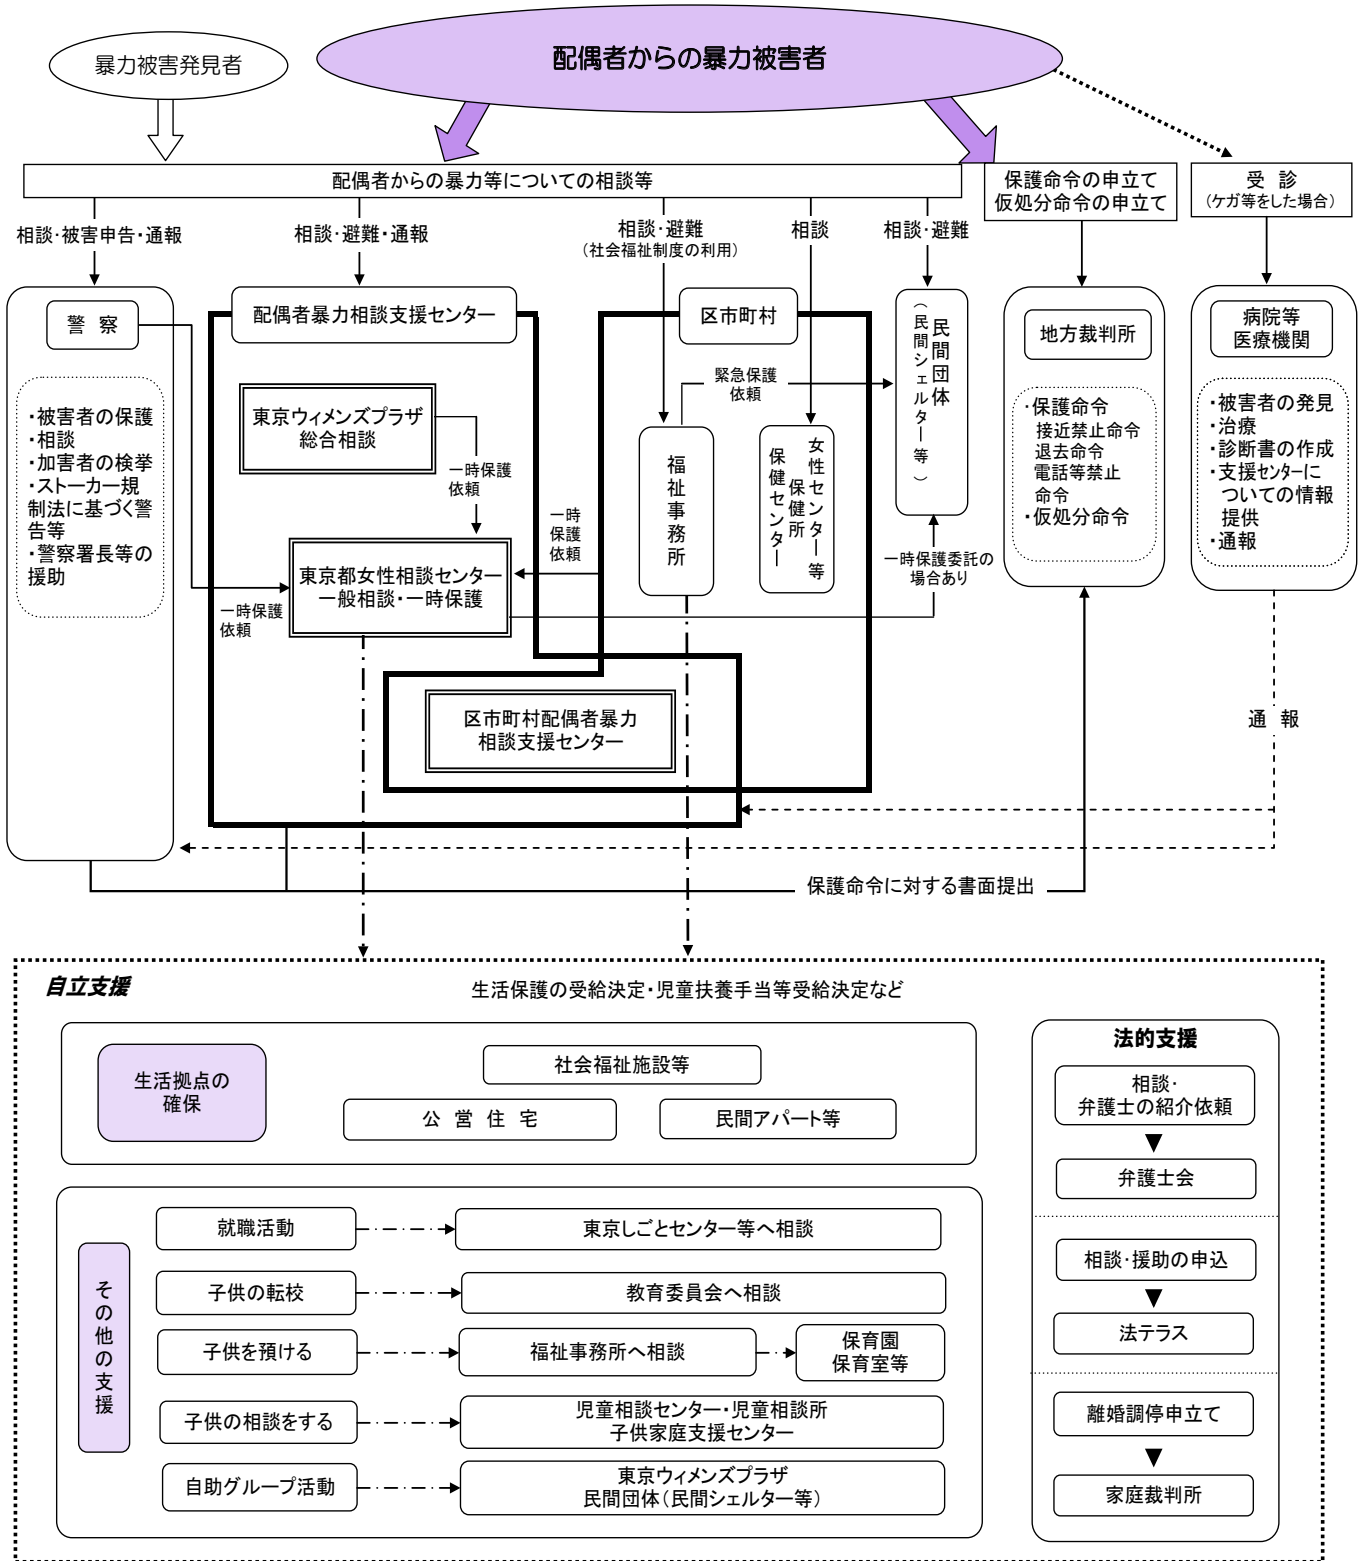 暴力被害発見者
配偶者からの暴力被害者
配偶者からの暴力等についての相談等
保護命令の申立て
仮処分命令の申立て
受 診
(ケガ等をした場合)
相談・被害申告・通報
相談・避難・通報
相談・避難
(社会福祉制度の利用)
相談
相談・避難
警 察
・被害者の保護
・相談
・加害者の検挙
・ストーカー規
制法に基づく警
告等
・警察署長等の
援助
配偶者暴力相談支援センター
東京ウィメンズプラザ
総合相談
一時保護
依頼
東京都女性相談センター
一般相談・一時保護
一時保護
依頼
一時
保護
依頼
区市町村
緊急保護
依頼
福祉事務所
女性センター等
保健所
保健センター
民間団体
(民間シェルター等)
一時保護委託の
場合あり
区市町村配偶者暴力
相談支援センター
地方裁判所
・保護命令
接近禁止命令
退去命令
電話等禁止
命令
・仮処分命令
病院等
医療機関
・被害者の発見
・治療
・診断書の作成
・支援センターに
ついての情報
提供
・通報
通 報
保護命令に対する書面提出
自立支援
生活保護の受給決定・児童扶養手当等受給決定など
生活拠点の
確保
社会福祉施設等
公 営 住 宅
民間アパート等
その他の支援
就職活動
東京しごとセンター等へ相談
子供の転校
教育委員会へ相談
子供を預ける
福祉事務所へ相談
保育園
保育室等
子供の相談をする
児童相談センター・児童相談所
子供家庭支援センター
自助グループ活動
東京ウィメンズプラザ
民間団体(民間シェルター等)
法的支援
相談・
弁護士の紹介依頼
▼
弁護士会
相談・援助の申込
▼
法テラス
離婚調停申立て
▼
家庭裁判所